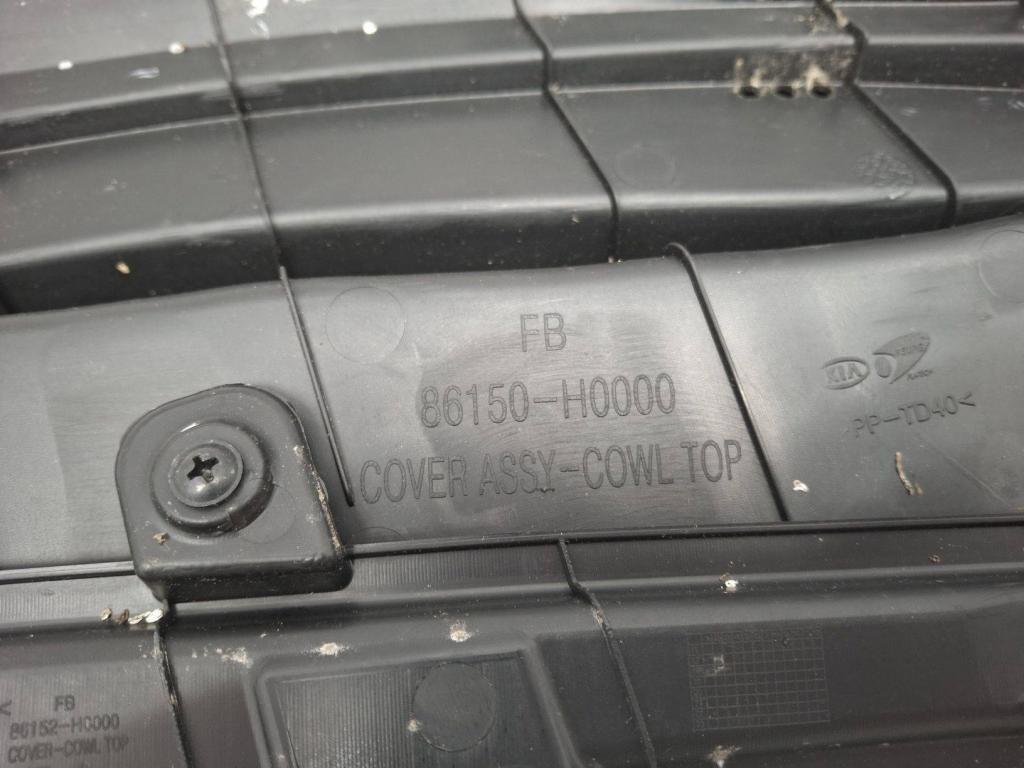 FB
86150-H0000
COVER ASSY-COWL TOP
KIA
PP-TD40<
< FB
86152-H0000
COVER-COWL TOP